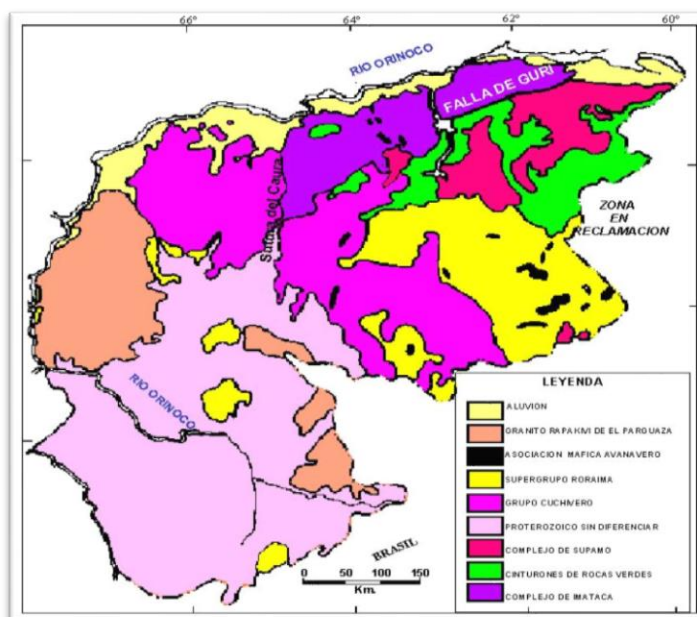 66°
64°
62°
60°
RIO ORINOCO
FALLA DE GURI
Sutura del Caura
ZONA
EN
RECLAMACION
RIO ORINOCO
BRASIL
0 50 100 150
Km.
LEYENDA
ALUVION
GRANITO RAPAKIVI DE EL PARGUAZA
ASOCIACION MAFICA AVANAVERO
SUPERGRUPO RORAIMA
GRUPO CUCHIVERO
PROTEROZOICO SIN DIFERENCIAR
COMPLEJO DE SUPAMO
CINTURONES DE ROCAS VERDES
COMPLEJO DE IMATACA